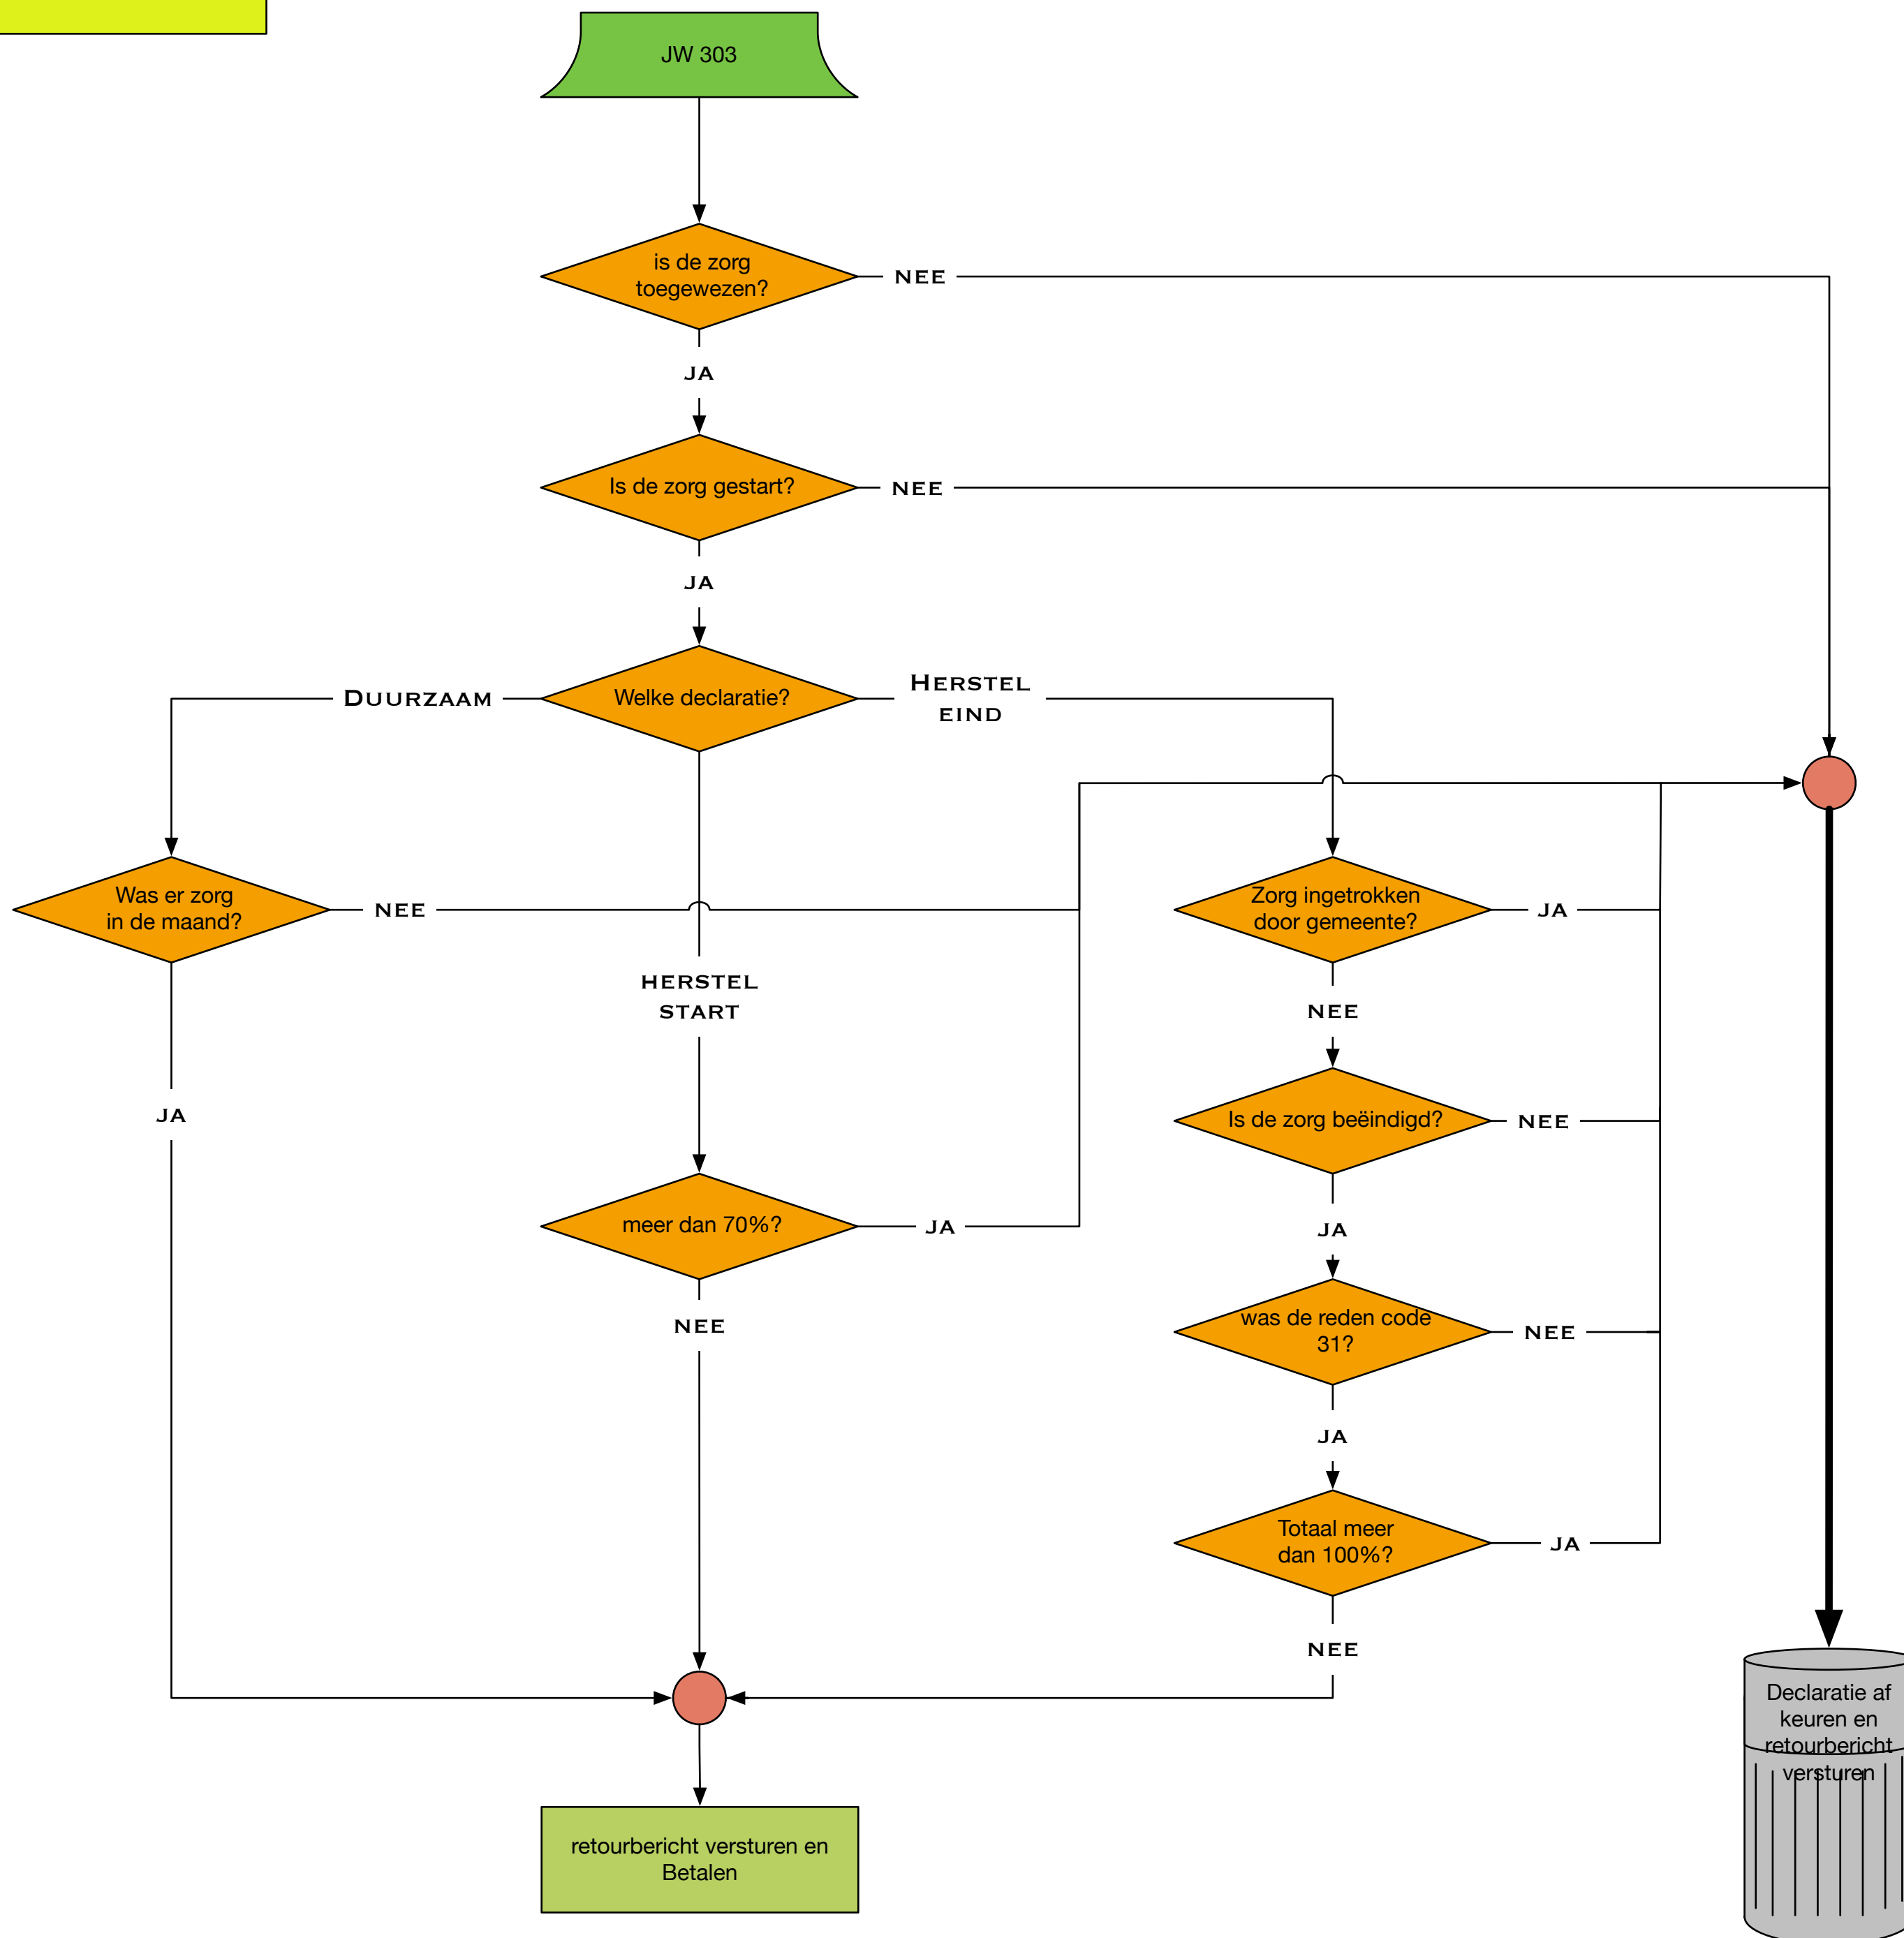 JW 303
is de zorg
toegewezen?
NEE
JA
Is de zorg gestart?
NEE
JA
Welke declaratie?
DUURZAAM
HERSTEL
EIND
Was er zorg
in de maand?
NEE
Zorg ingetrokken
door gemeente?
JA
HERSTEL
START
NEE
JA
Is de zorg beëindigd?
NEE
meer dan 70%?
JA
JA
NEE
was de reden code
31?
NEE
JA
Totaal meer
dan 100%?
JA
NEE
Declaratie af
keuren en
retourbericht
versturen
retourbericht versturen en
Betalen